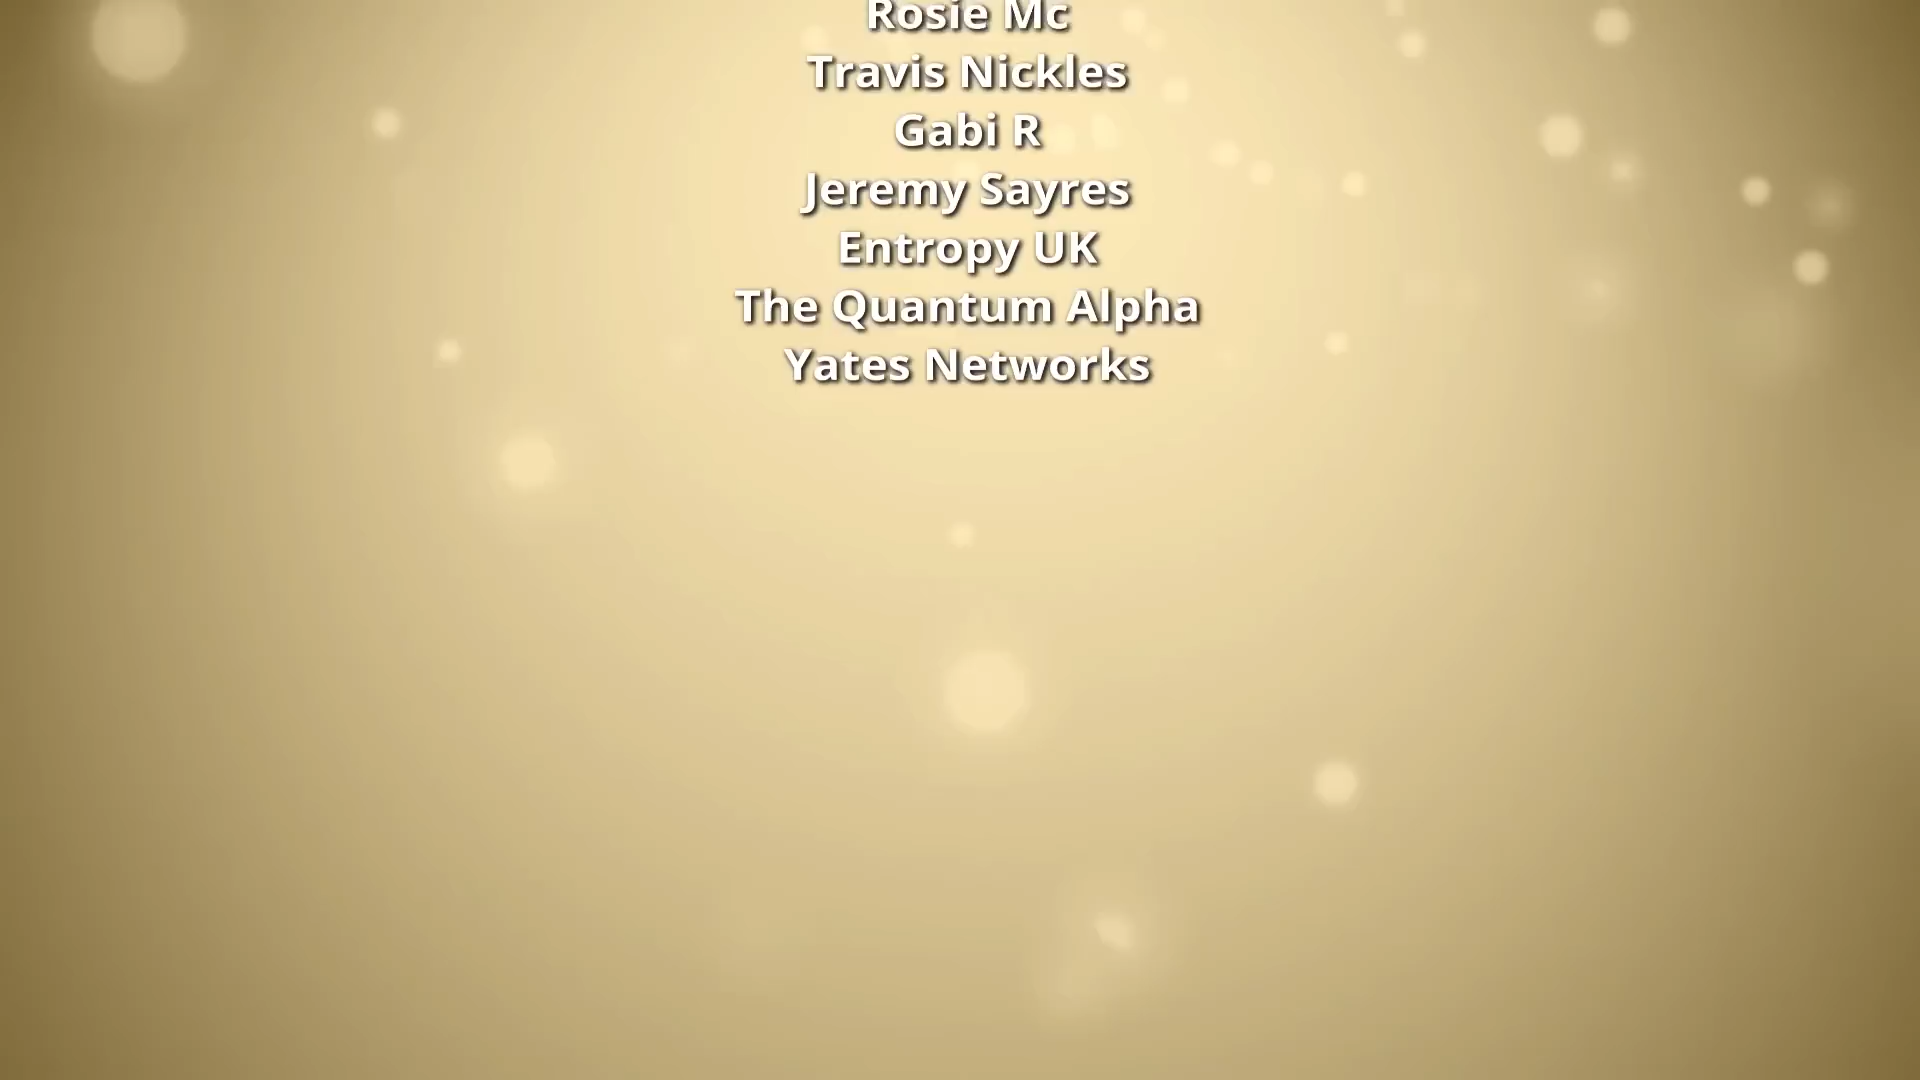 Rosie Mc
Travis Nickles
Gabi R
Jeremy Sayres
Entropy UK
The Quantum Alpha
Yates Networks